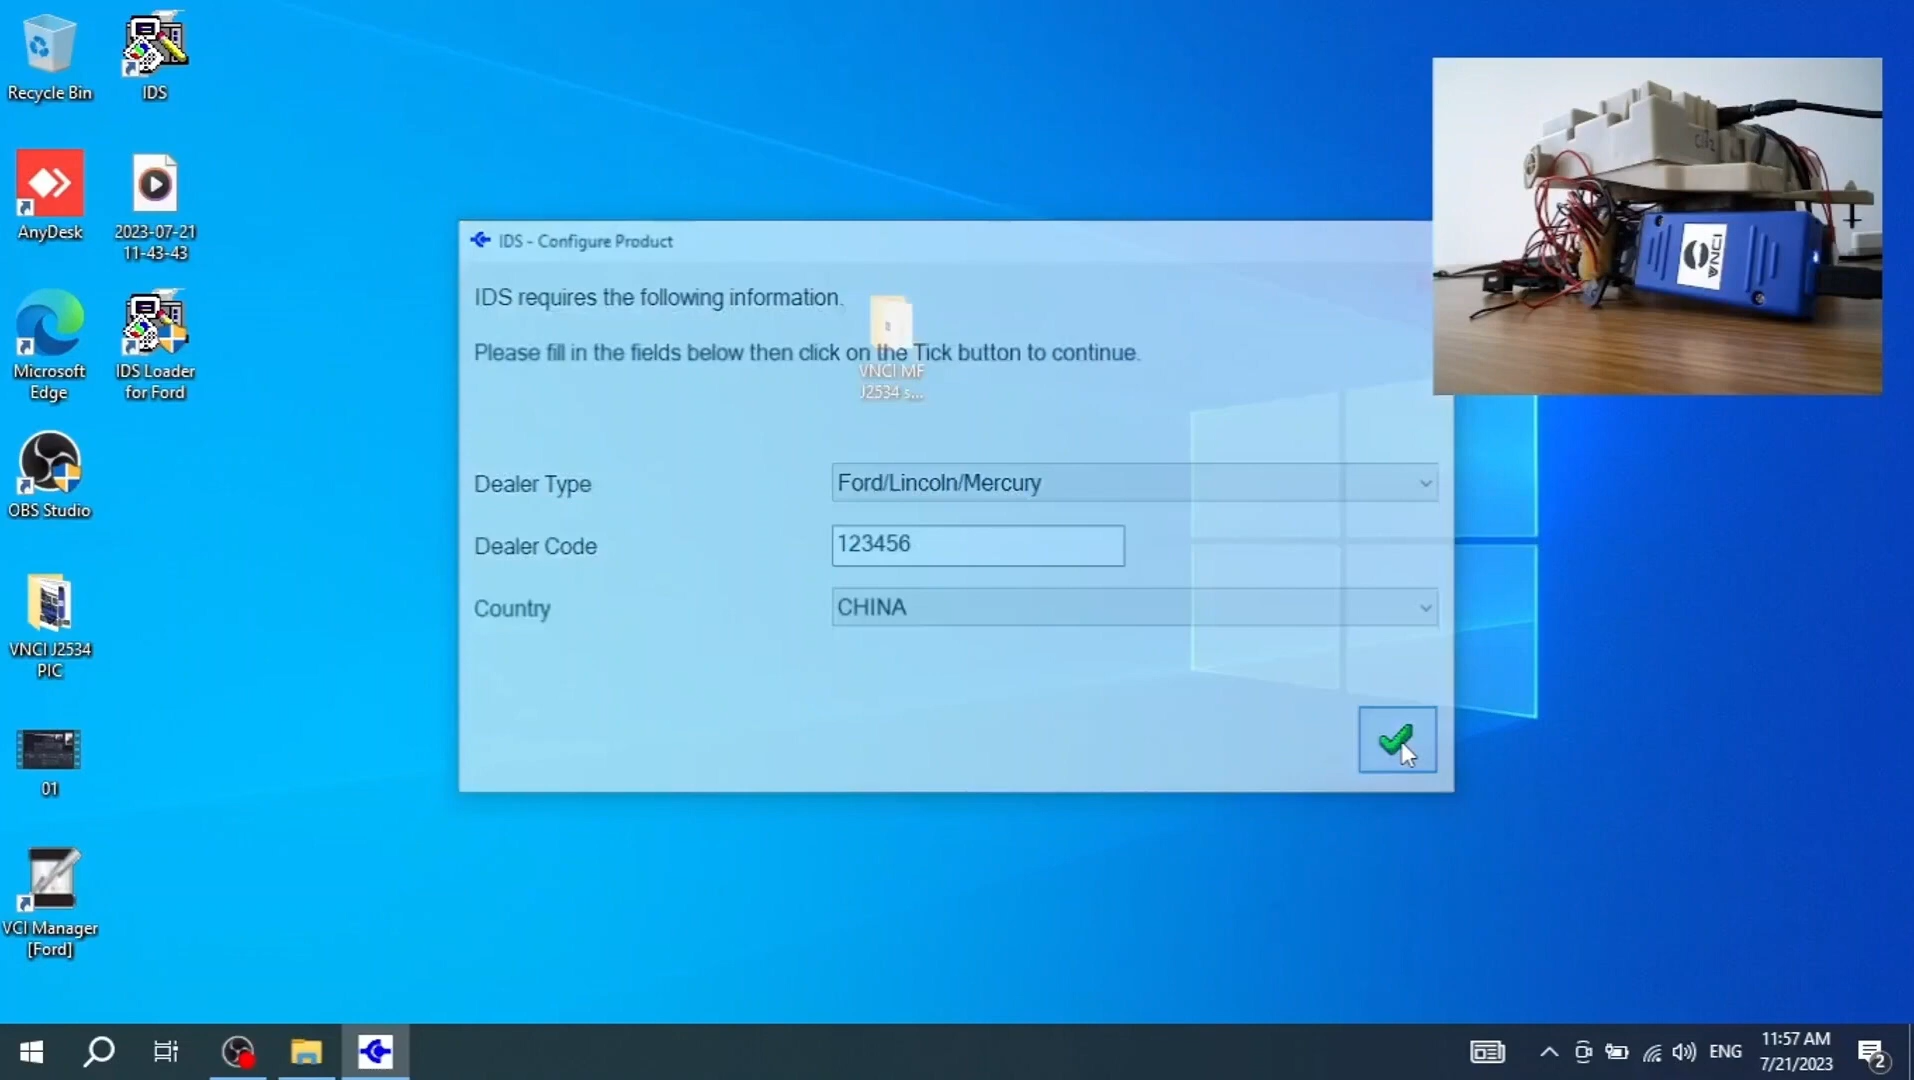 Recycle Bin
IDS
AnyDesk
2023-07-21
11-43-43
Microsoft
Edge
IDS Loader
for Ford
OBS Studio
VNCI J2534
PIC
01
VCI Manager
[Ford]
IDS - Configure Product
IDS requires the following information.
Please fill in the fields below then click on the Tick button to continue.
VNCI MF
J2534 s...
Dealer Type
Ford/Lincoln/Mercury
Dealer Code
123456
Country
CHINA
VNCI
ENG
11:57 AM
7/21/2023
2